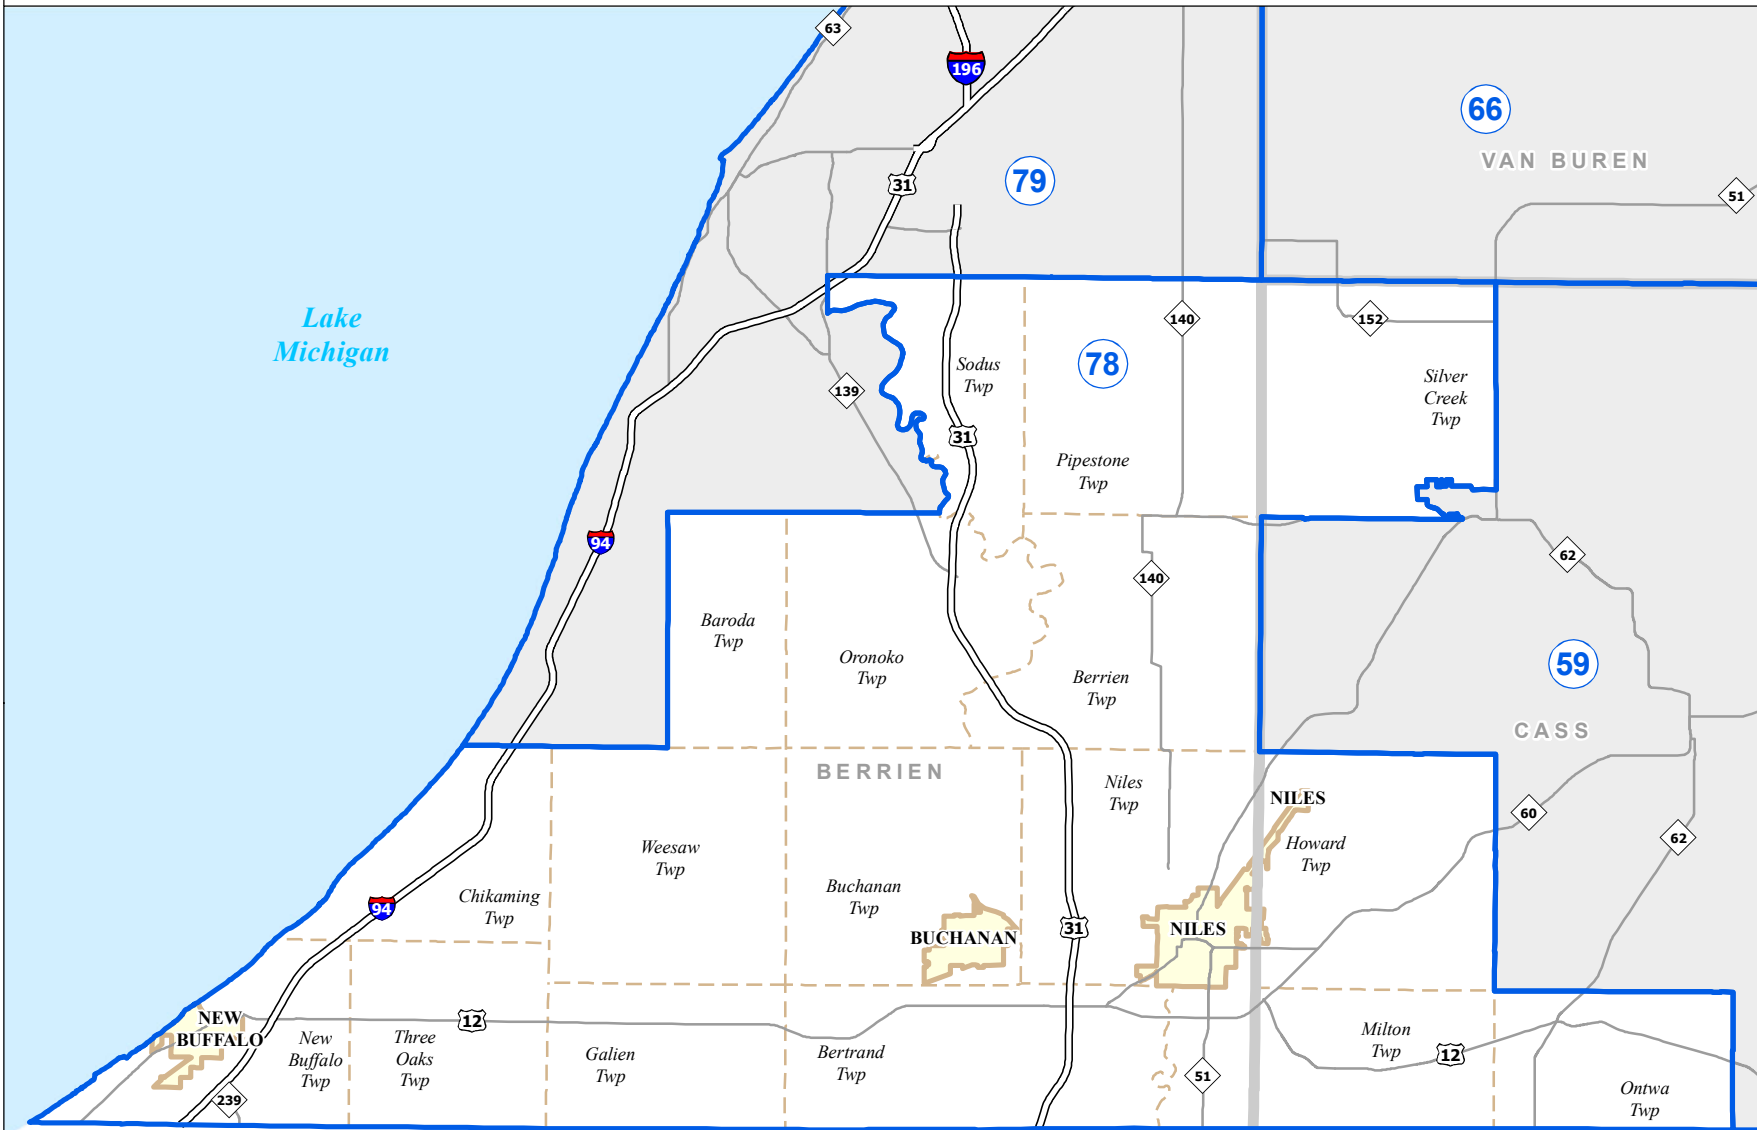 63
196
66
VAN BUREN
51
31
79
Lake
Michigan
140
152
78
Sodus
Twp
139
Silver
Creek
Twp
31
Pipestone
Twp
94
62
140
Baroda
Twp
Oronoko
Twp
Berrien
Twp
59
CASS
BERRIEN
Niles
Twp
NILES
60
62
Howard
Twp
Weesaw
Twp
Buchanan
Twp
Chikaming
Twp
94
BUCHANAN
31
NILES
NEW
BUFFALO
12
New
Buffalo
Twp
Three
Oaks
Twp
Galien
Twp
Bertrand
Twp
Milton
Twp
12
51
239
Ontwa
Twp